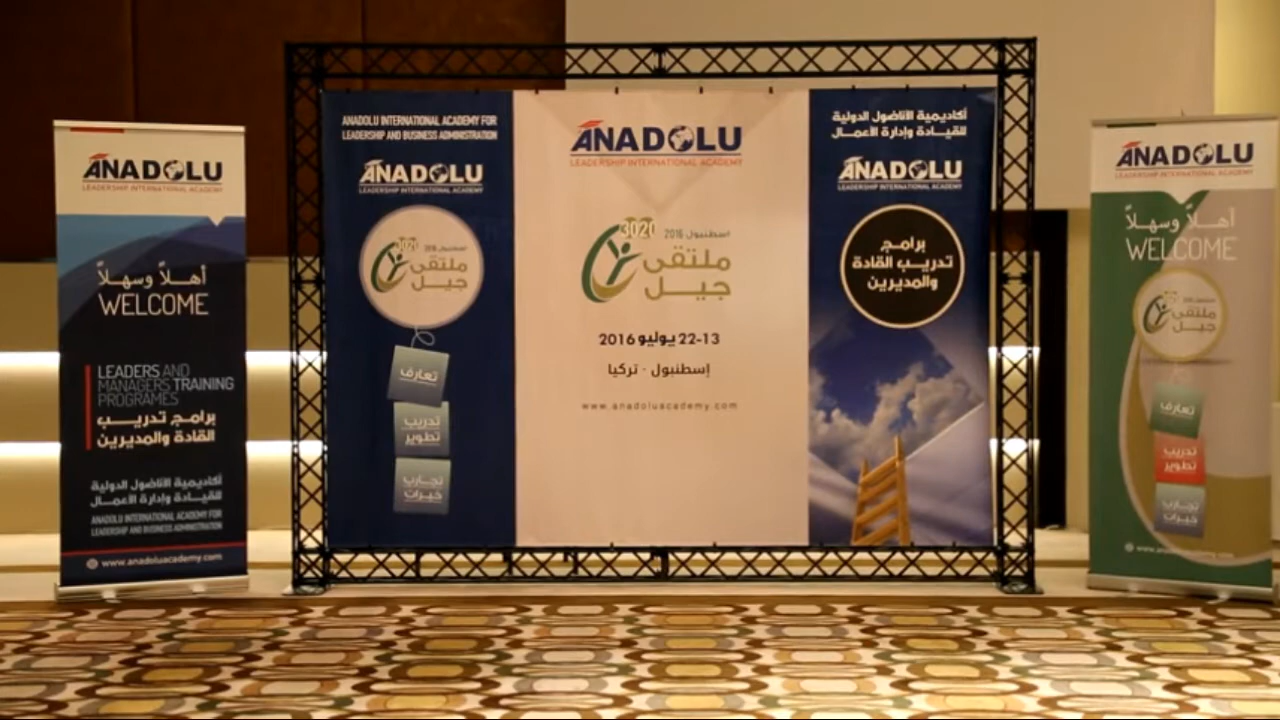 ANADOLU
LEADERSHIP INTERNATIONAL ACADEMY
أهلاً وسهلاً
WELCOME
LEADERS AND
MANAGERS TRAINING
PROGRAMES
برامج تدريب
القادة والمديرين
أكاديمية الأناضول الدولية
للقيادة وإدارة الأعمال
ANADOLU INTERNATIONAL ACADEMY FOR
LEADERSHIP AND BUSINESS ADMINISTRATION
www.anadoluacademy.com
ANADOLU INTERNATIONAL ACADEMY FOR
LEADERSHIP AND BUSINESS ADMINISTRATION
ANADOLU
LEADERSHIP INTERNATIONAL ACADEMY
3020
اسطنبول 2016
ملتقى
جيل
تعارف
تدريب
تطوير
تجارب
خبرات
ANADOLU
LEADERSHIP INTERNATIONAL ACADEMY
3020
اسطنبول 2016
ملتقى
جيل
22-13 يوليو 2016
إسطنبول - تركيا
www.anadoluacademy.com
أكاديمية الأناضول الدولية
للقيادة وإدارة الأعمال
ANADOLU
LEADERSHIP INTERNATIONAL ACADEMY
برامج
تدريب القادة
والمديرين
ANADOLU
LEADERSHIP INTERNATIONAL ACADEMY
أهلاً وسهلاً
WELCOME
ملتقى
جيل
تعارف
تدريب
تطوير
تجارب
خبرات